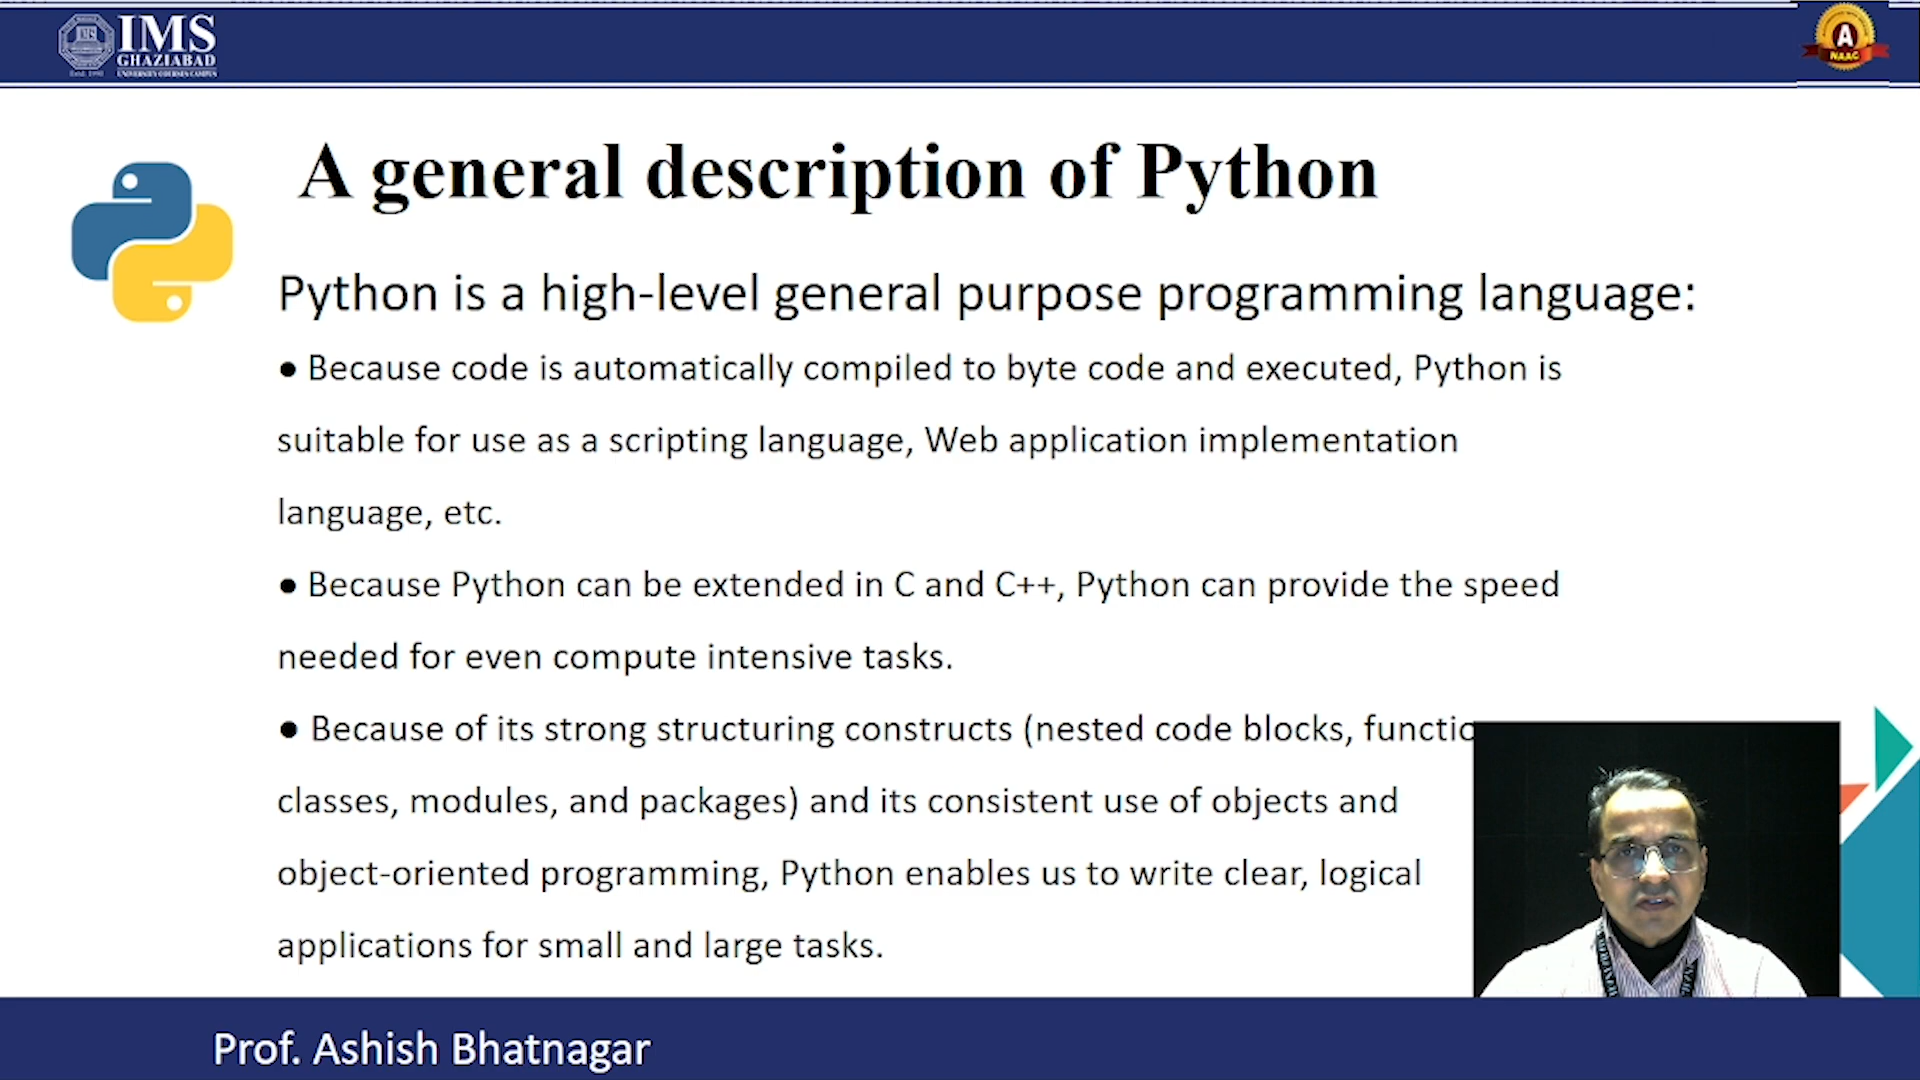 IMS
GHAZIABAD
UNIVERSITY COURSES CAMPUS
Estd. 1990
A
NAAC
A general description of Python
Python is a high-level general purpose programming language:
● Because code is automatically compiled to byte code and executed, Python is
suitable for use as a scripting language, Web application implementation
language, etc.
● Because Python can be extended in C and C++, Python can provide the speed
needed for even compute intensive tasks.
● Because of its strong structuring constructs (nested code blocks, functio
classes, modules, and packages) and its consistent use of objects and
object-oriented programming, Python enables us to write clear, logical
applications for small and large tasks.
Prof. Ashish Bhatnagar